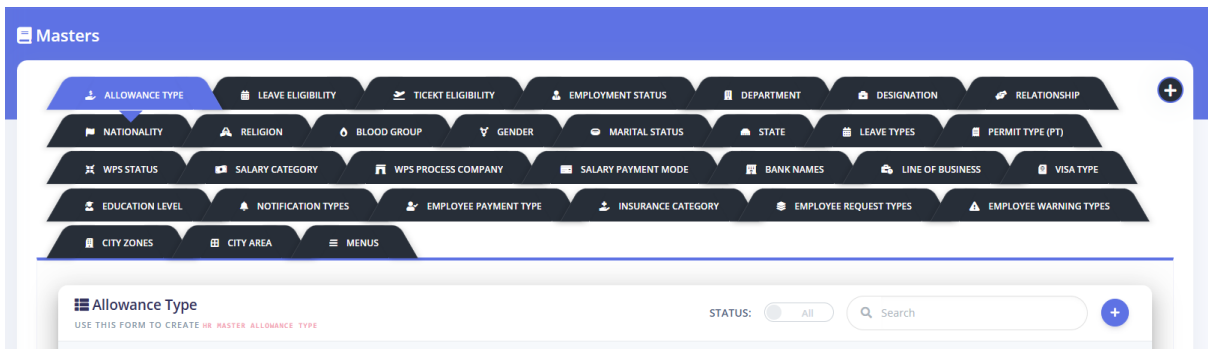 Masters
ALLOWANCE TYPE LEAVE ELIGIBILITY TICEKT ELIGIBILITY EMPLOYMENT STATUS DEPARTMENT DESIGNATION RELATIONSHIP
NATIONALITY RELIGION BLOOD GROUP GENDER MARITAL STATUS STATE LEAVE TYPES PERMIT TYPE (PT)
WPS STATUS SALARY CATEGORY WPS PROCESS COMPANY SALARY PAYMENT MODE BANK NAMES LINE OF BUSINESS VISA TYPE
EDUCATION LEVEL NOTIFICATION TYPES EMPLOYEE PAYMENT TYPE INSURANCE CATEGORY EMPLOYEE REQUEST TYPES EMPLOYEE WARNING TYPES
CITY ZONES CITY AREA MENUS
Allowance Type
STATUS: All Search
USE THIS FORM TO CREATE HR MASTER ALLOWANCE TYPE